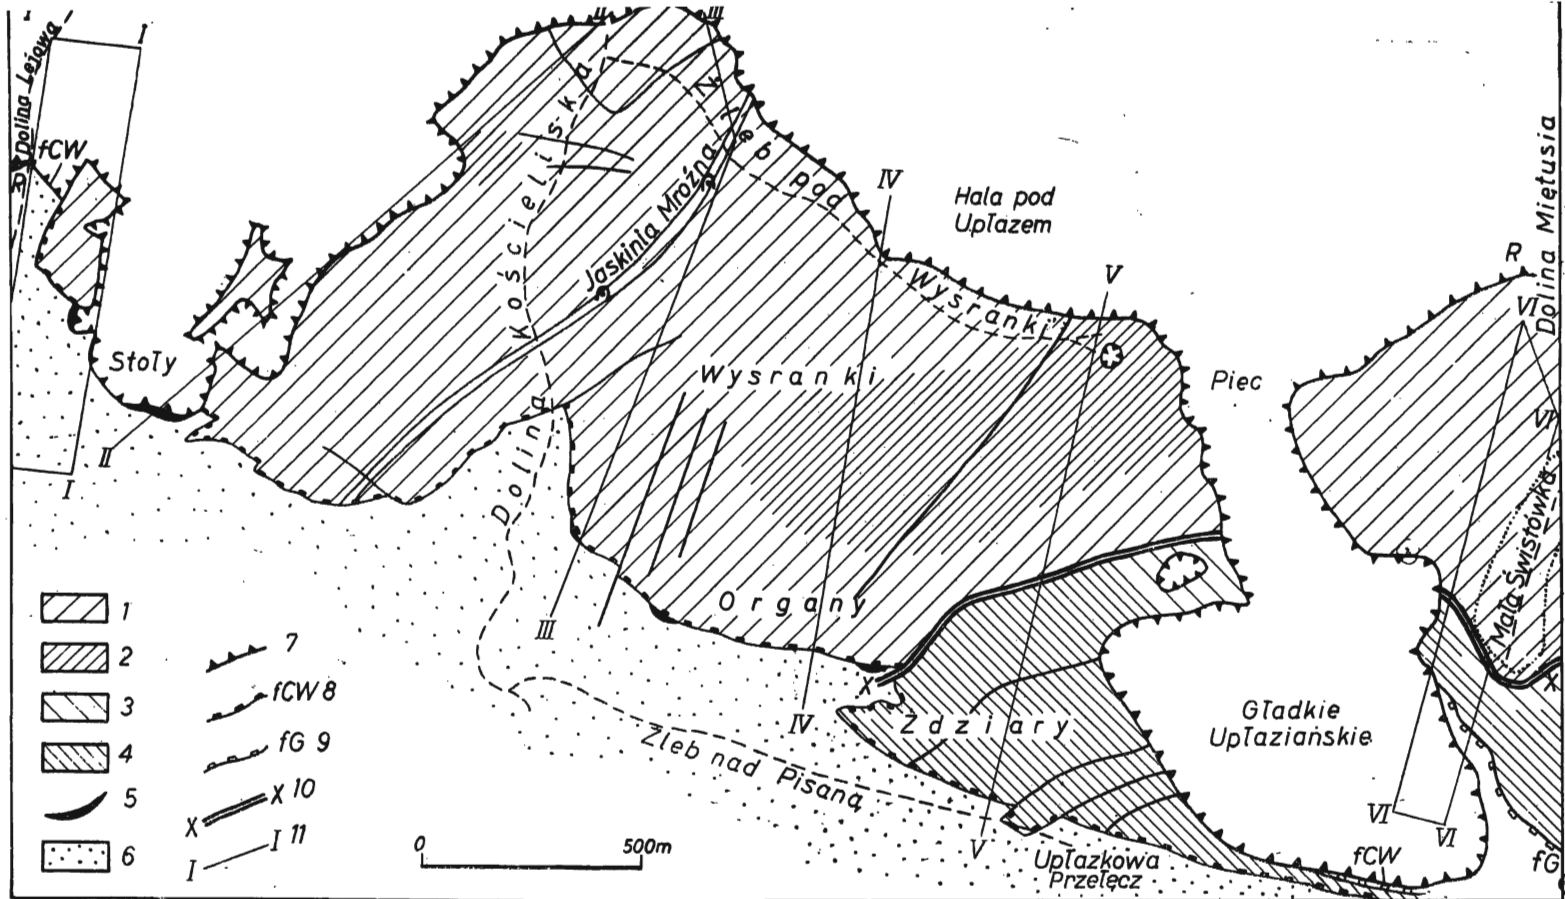 I
Dolina Lejowa
I
fCW
R
II
III
Żleb pod
Wysranki
Dolina Kościeliska
Jaskinia Mroźna
IV
Hala pod
Upłazem
V
R
VI
Dolina Miętusia
VI
Stoły
Wysranki
Piec
II
I
Mała Świstówka
Organy
III
X
X
IV
Żdziary
Gładkie
Upłaziańskie
Żleb nad Pisaną
VI
VI
V
Upłazkowa
Przełęcz
fCW
fG
1
2
3
4
5
6
7
fCW 8
fG 9
X X 10
I I 11
0 500m